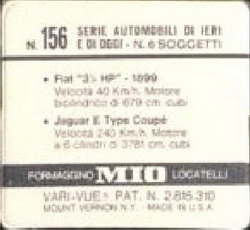 N. 156 SERIE AUTOMOBILI DI IERI
E DI OGGI - N. 6 SOGGETTI
• Fiat "3½ HP" - 1899
Velocità 40 Km/h. Motore
bicilindrico di 679 cm. cubi
• Jaguar E Type Coupé
Velocità 240 Km/h. Motore
a 6 cilindri di 3781 cm. cubi
FORMAGGINO MIO LOCATELLI
VARI-VUE® PAT. N. 2-815-310
MOUNT VERNON N.Y. - MADE IN U.S.A.